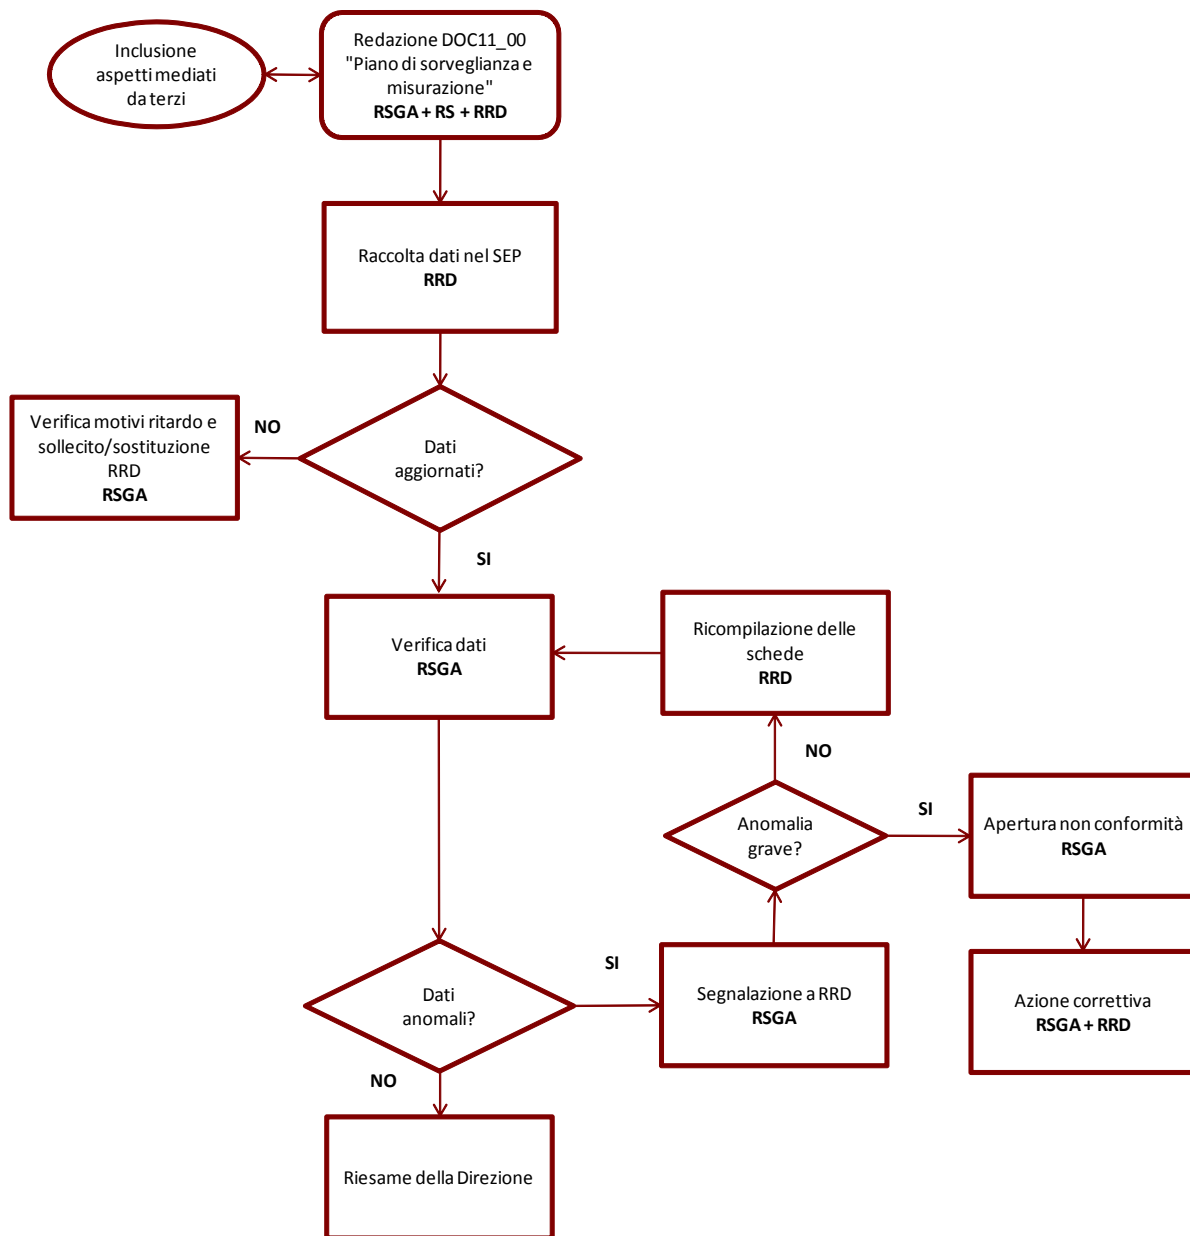 Inclusione
aspetti mediati
da terzi
Redazione DOC11_00
"Piano di sorveglianza e
misurazione"
RSGA + RS + RRD
Raccolta dati nel SEP
RRD
Verifica motivi ritardo e
sollecito/sostituzione
RRD
RSGA
NO
Dati
aggiornati?
SI
Verifica dati
RSGA
Ricompilazione delle
schede
RRD
NO
Anomalia
grave?
SI
Apertura non conformità
RSGA
Dati
anomali?
SI
Segnalazione a RRD
RSGA
Azione correttiva
RSGA + RRD
NO
Riesame della Direzione